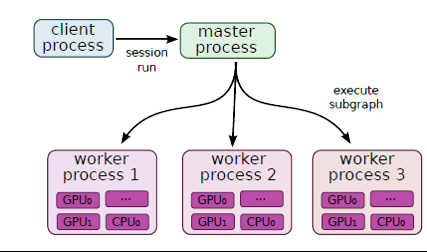 client
process
session
run
master
process
execute
subgraph
worker
process 1
GPU₀ ...
GPU₁ CPU₀
worker
process 2
GPU₀ ...
GPU₁ CPU₀
worker
process 3
GPU₀ ...
GPU₁ CPU₀